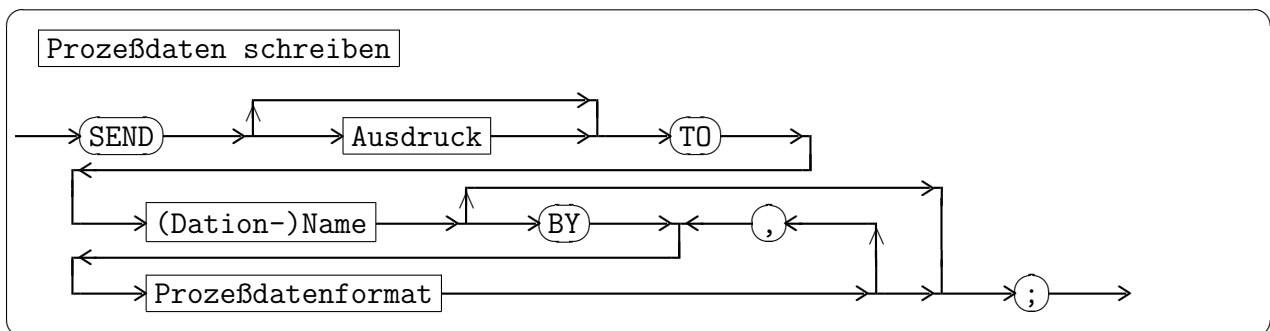 Prozeßdaten schreiben
SEND Ausdruck TO
(Dation-)Name BY ,
Prozeßdatenformat ;